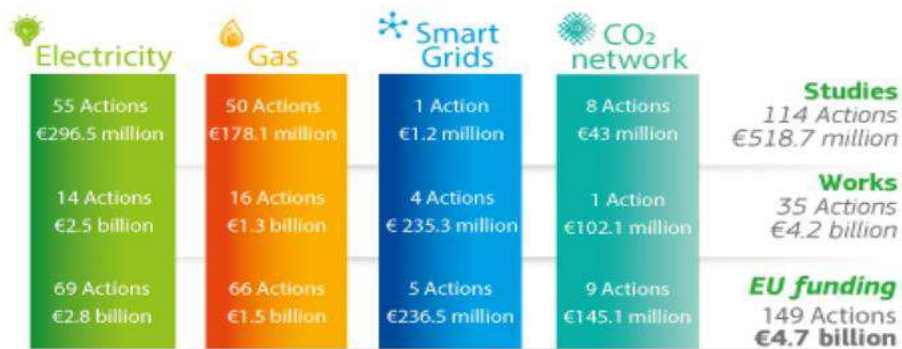 Electricity
Gas
Smart
Grids
CO₂
network
55 Actions
€296.5 million
50 Actions
€178.1 million
1 Action
€1.2 million
8 Actions
€43 million
Studies
114 Actions
€518.7 million
14 Actions
€2.5 billion
16 Actions
€1.3 billion
4 Actions
€ 235.3 million
1 Action
€102.1 million
Works
35 Actions
€4.2 billion
69 Actions
€2.8 billion
66 Actions
€1.5 billion
5 Actions
€236.5 million
9 Actions
€145.1 million
EU funding
149 Actions
€4.7 billion